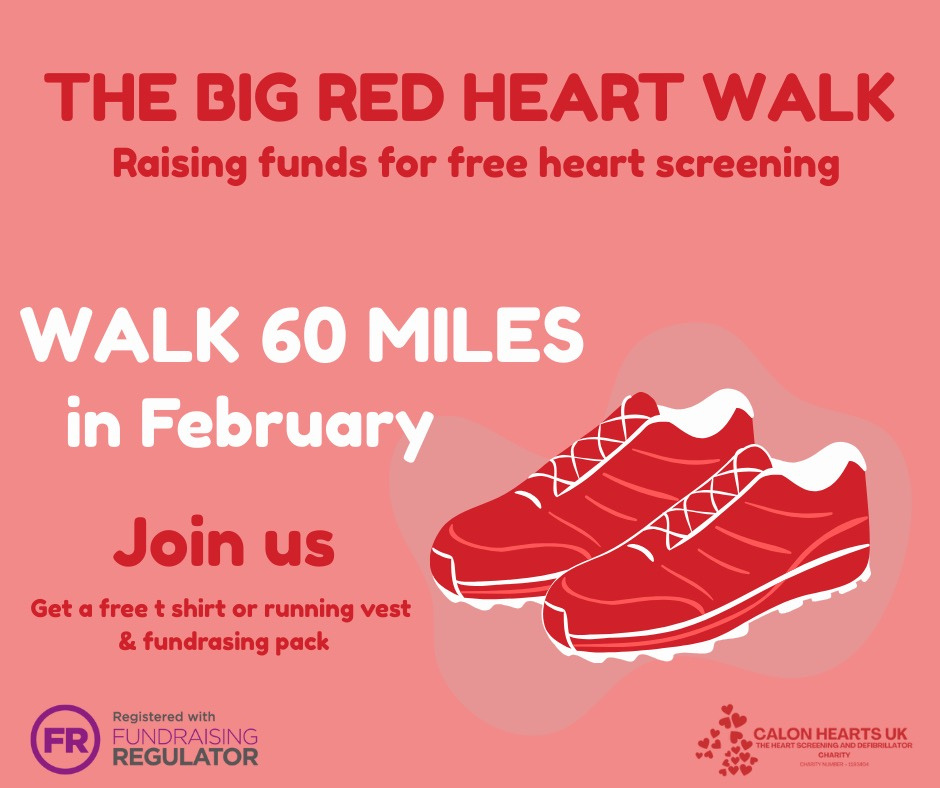 THE BIG RED HEART WALK
Raising funds for free heart screening
WALK 60 MILES
in February
Join us
Get a free t shirt or running vest
& fundrasing pack
FR
Registered with
FUNDRAISING
REGULATOR
CALON HEARTS UK
THE HEART SCREENING AND DEFIBRILLATOR
CHARITY
CHARITY NUMBER -